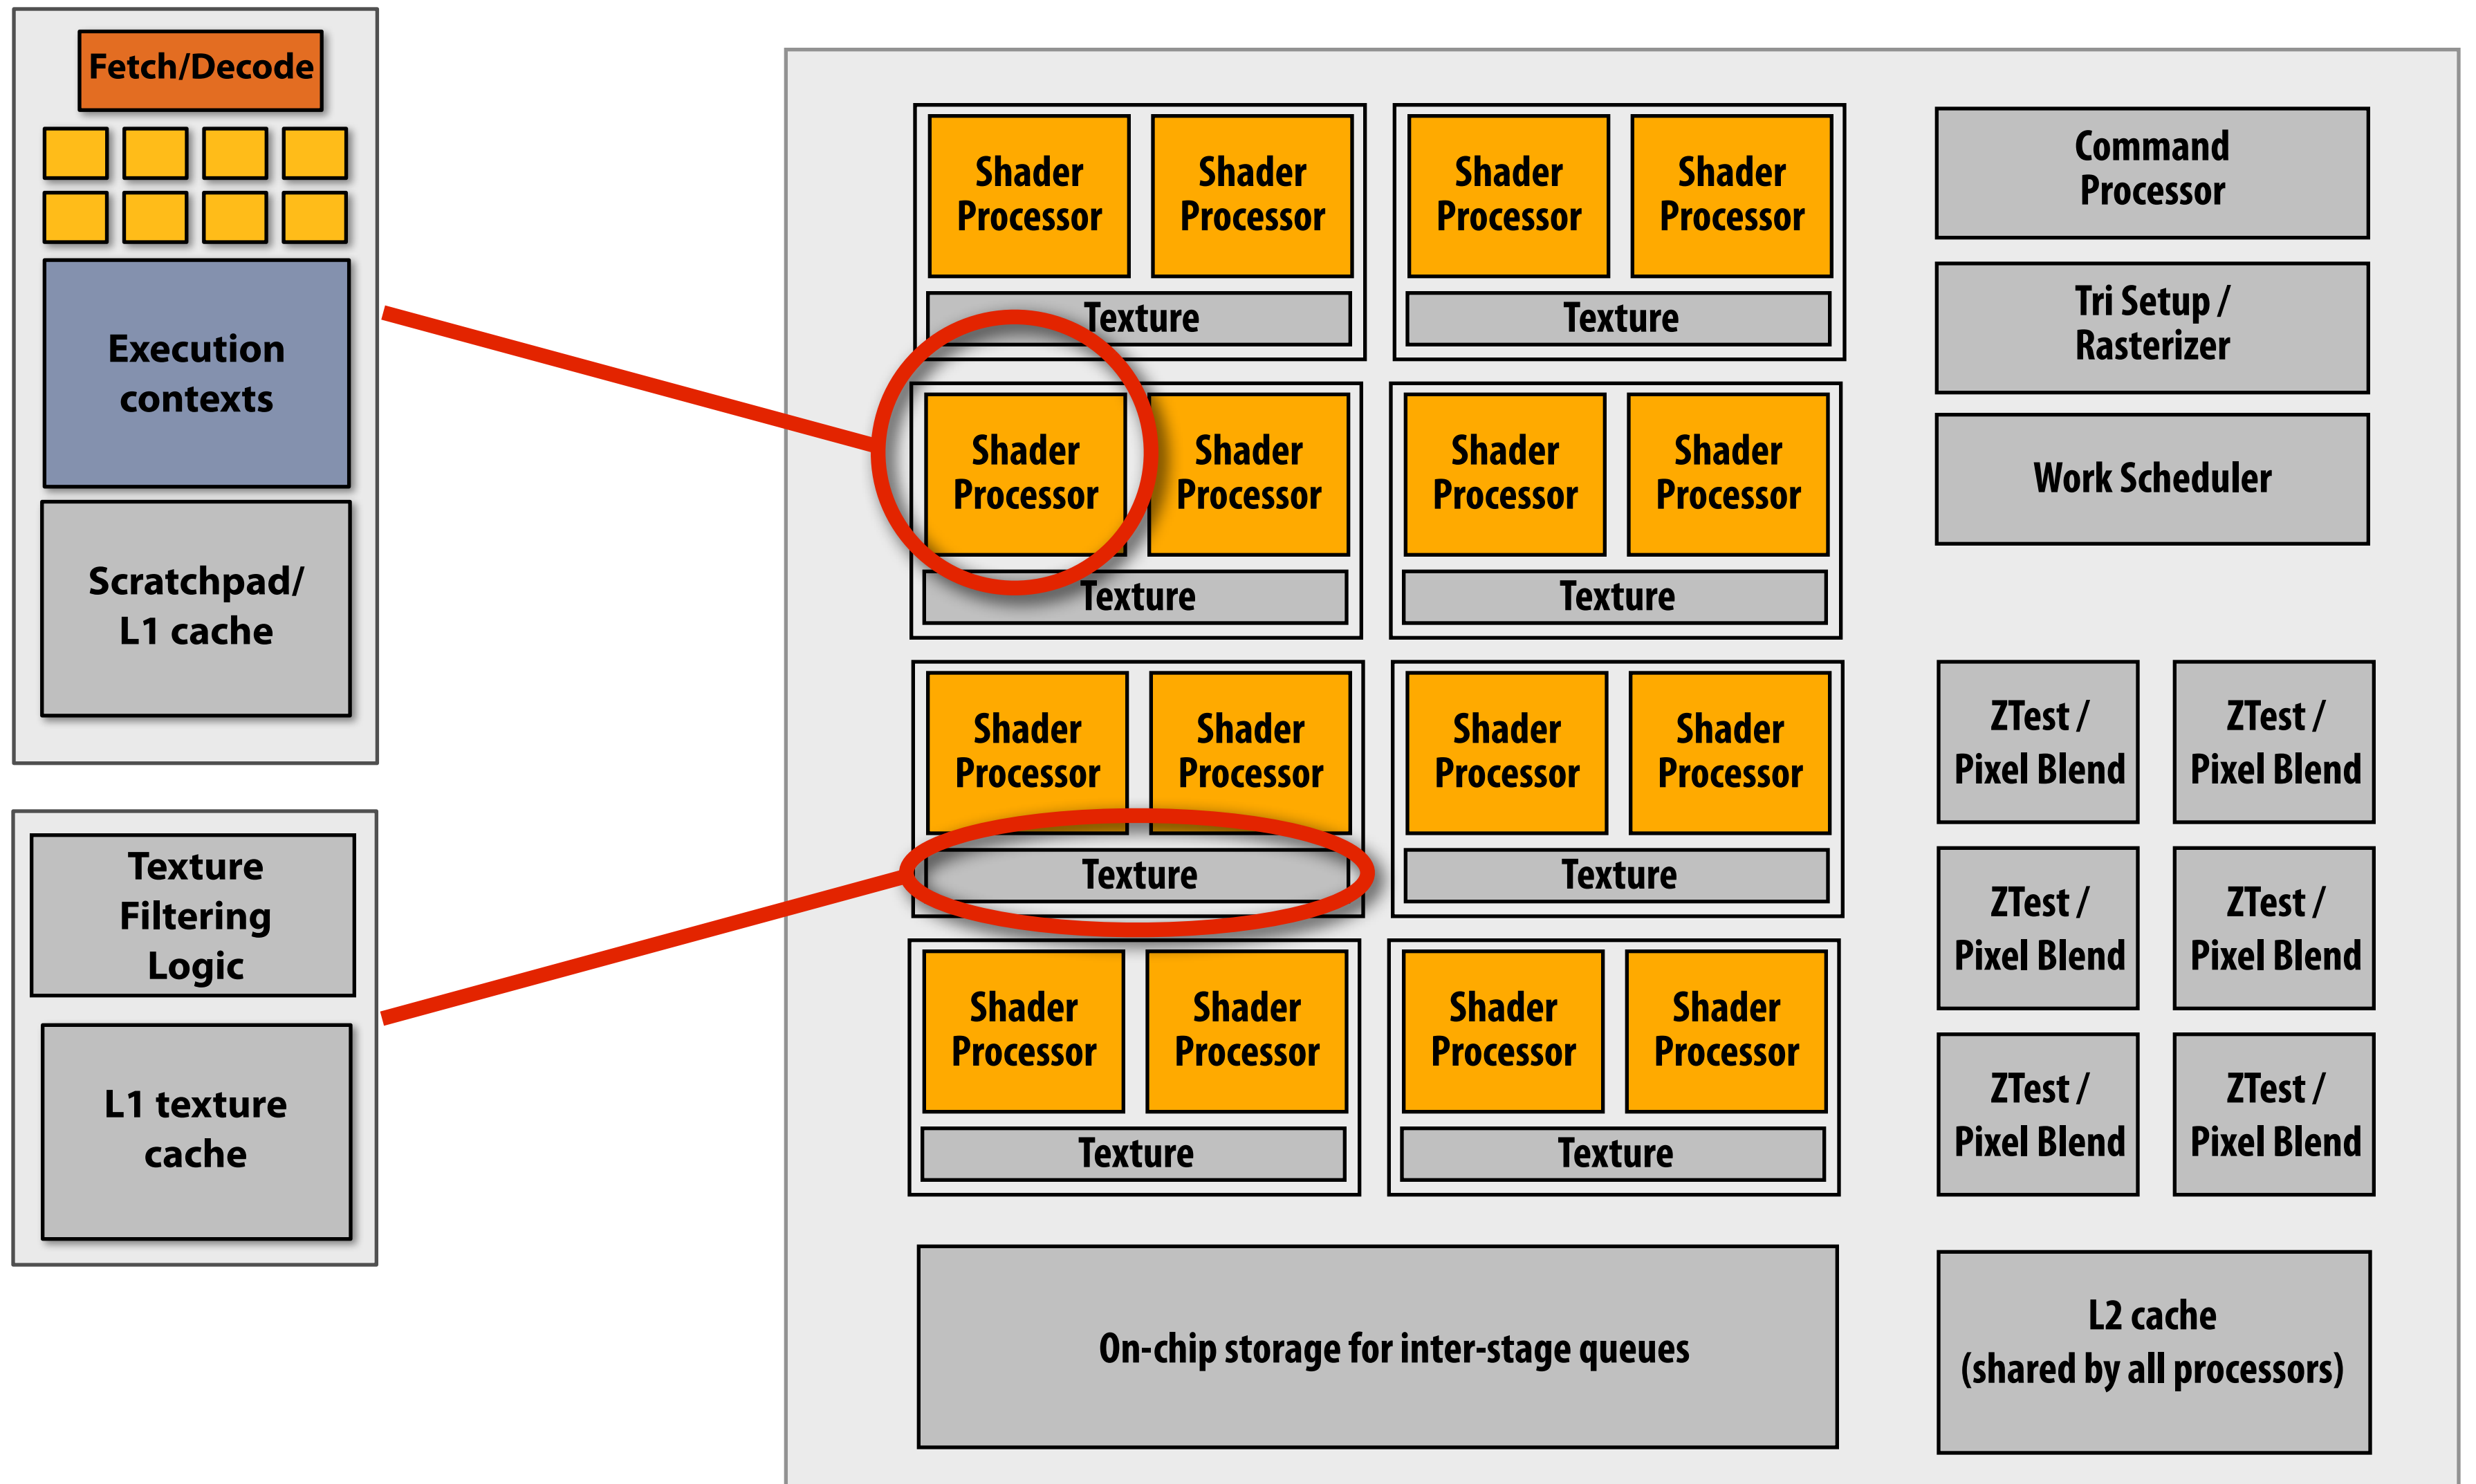 Fetch/Decode
Execution
contexts
Scratchpad/
L1 cache
Texture
Filtering
Logic
L1 texture
cache
Shader
Processor
Shader
Processor
Texture
Shader
Processor
Shader
Processor
Texture
Shader
Processor
Shader
Processor
Texture
Shader
Processor
Shader
Processor
Texture
Shader
Processor
Shader
Processor
Texture
Shader
Processor
Shader
Processor
Texture
Shader
Processor
Shader
Processor
Texture
Shader
Processor
Shader
Processor
Texture
On-chip storage for inter-stage queues
Command
Processor
Tri Setup /
Rasterizer
Work Scheduler
ZTest /
Pixel Blend
ZTest /
Pixel Blend
ZTest /
Pixel Blend
ZTest /
Pixel Blend
ZTest /
Pixel Blend
ZTest /
Pixel Blend
L2 cache
(shared by all processors)